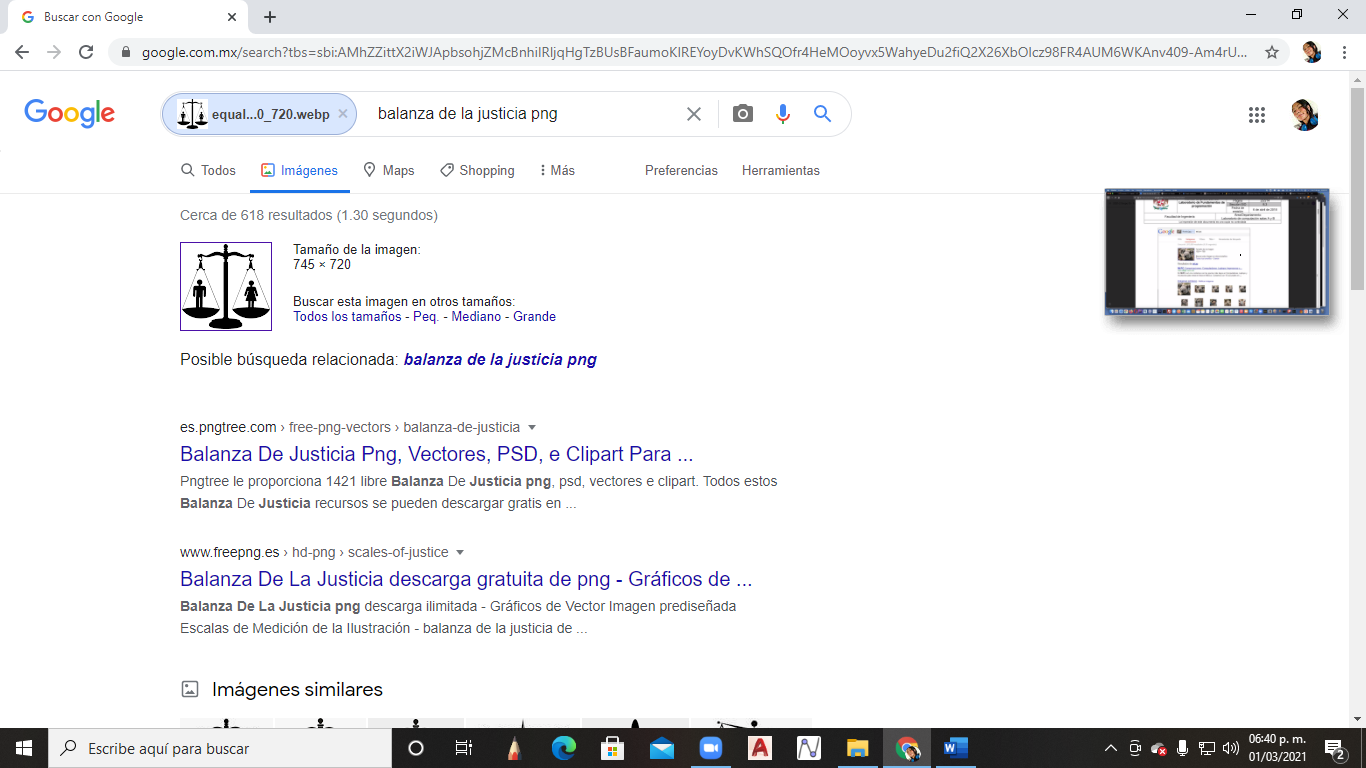 Buscar con Google
google.com.mx/search?tbs=sbi:AMhZZittX2iWJApbsohjZMcBnhiIRIjqHgTzBUsBFaumoKIREYoyDvKWhSQOfr4HeMOoyvx5WahyeDu2fiQ2X26XbOIcz98FR4AUM6WKAnv409-Am4rU...
Google
equal...0_720.webp
balanza de la justicia png
Todos
Imágenes
Maps
Shopping
Más
Preferencias
Herramientas
Cerca de 618 resultados (1.30 segundos)
Tamaño de la imagen:
745 × 720
Buscar esta imagen en otros tamaños:
Todos los tamaños - Peq. - Mediano - Grande
Posible búsqueda relacionada: balanza de la justicia png
es.pngtree.com › free-png-vectors › balanza-de-justicia
Balanza De Justicia Png, Vectores, PSD, e Clipart Para ...
Pngtree le proporciona 1421 libre Balanza De Justicia png, psd, vectores e clipart. Todos estos
Balanza De Justicia recursos se pueden descargar gratis en ...
www.freepng.es › hd-png › scales-of-justice
Balanza De La Justicia descarga gratuita de png - Gráficos de ...
Balanza De La Justicia png descarga ilimitada - Gráficos de Vector Imagen prediseñada
Escalas de Medición de la Ilustración - balanza de la justicia de ...
Imágenes similares
Escribe aquí para buscar
06:40 p. m.
01/03/2021
2